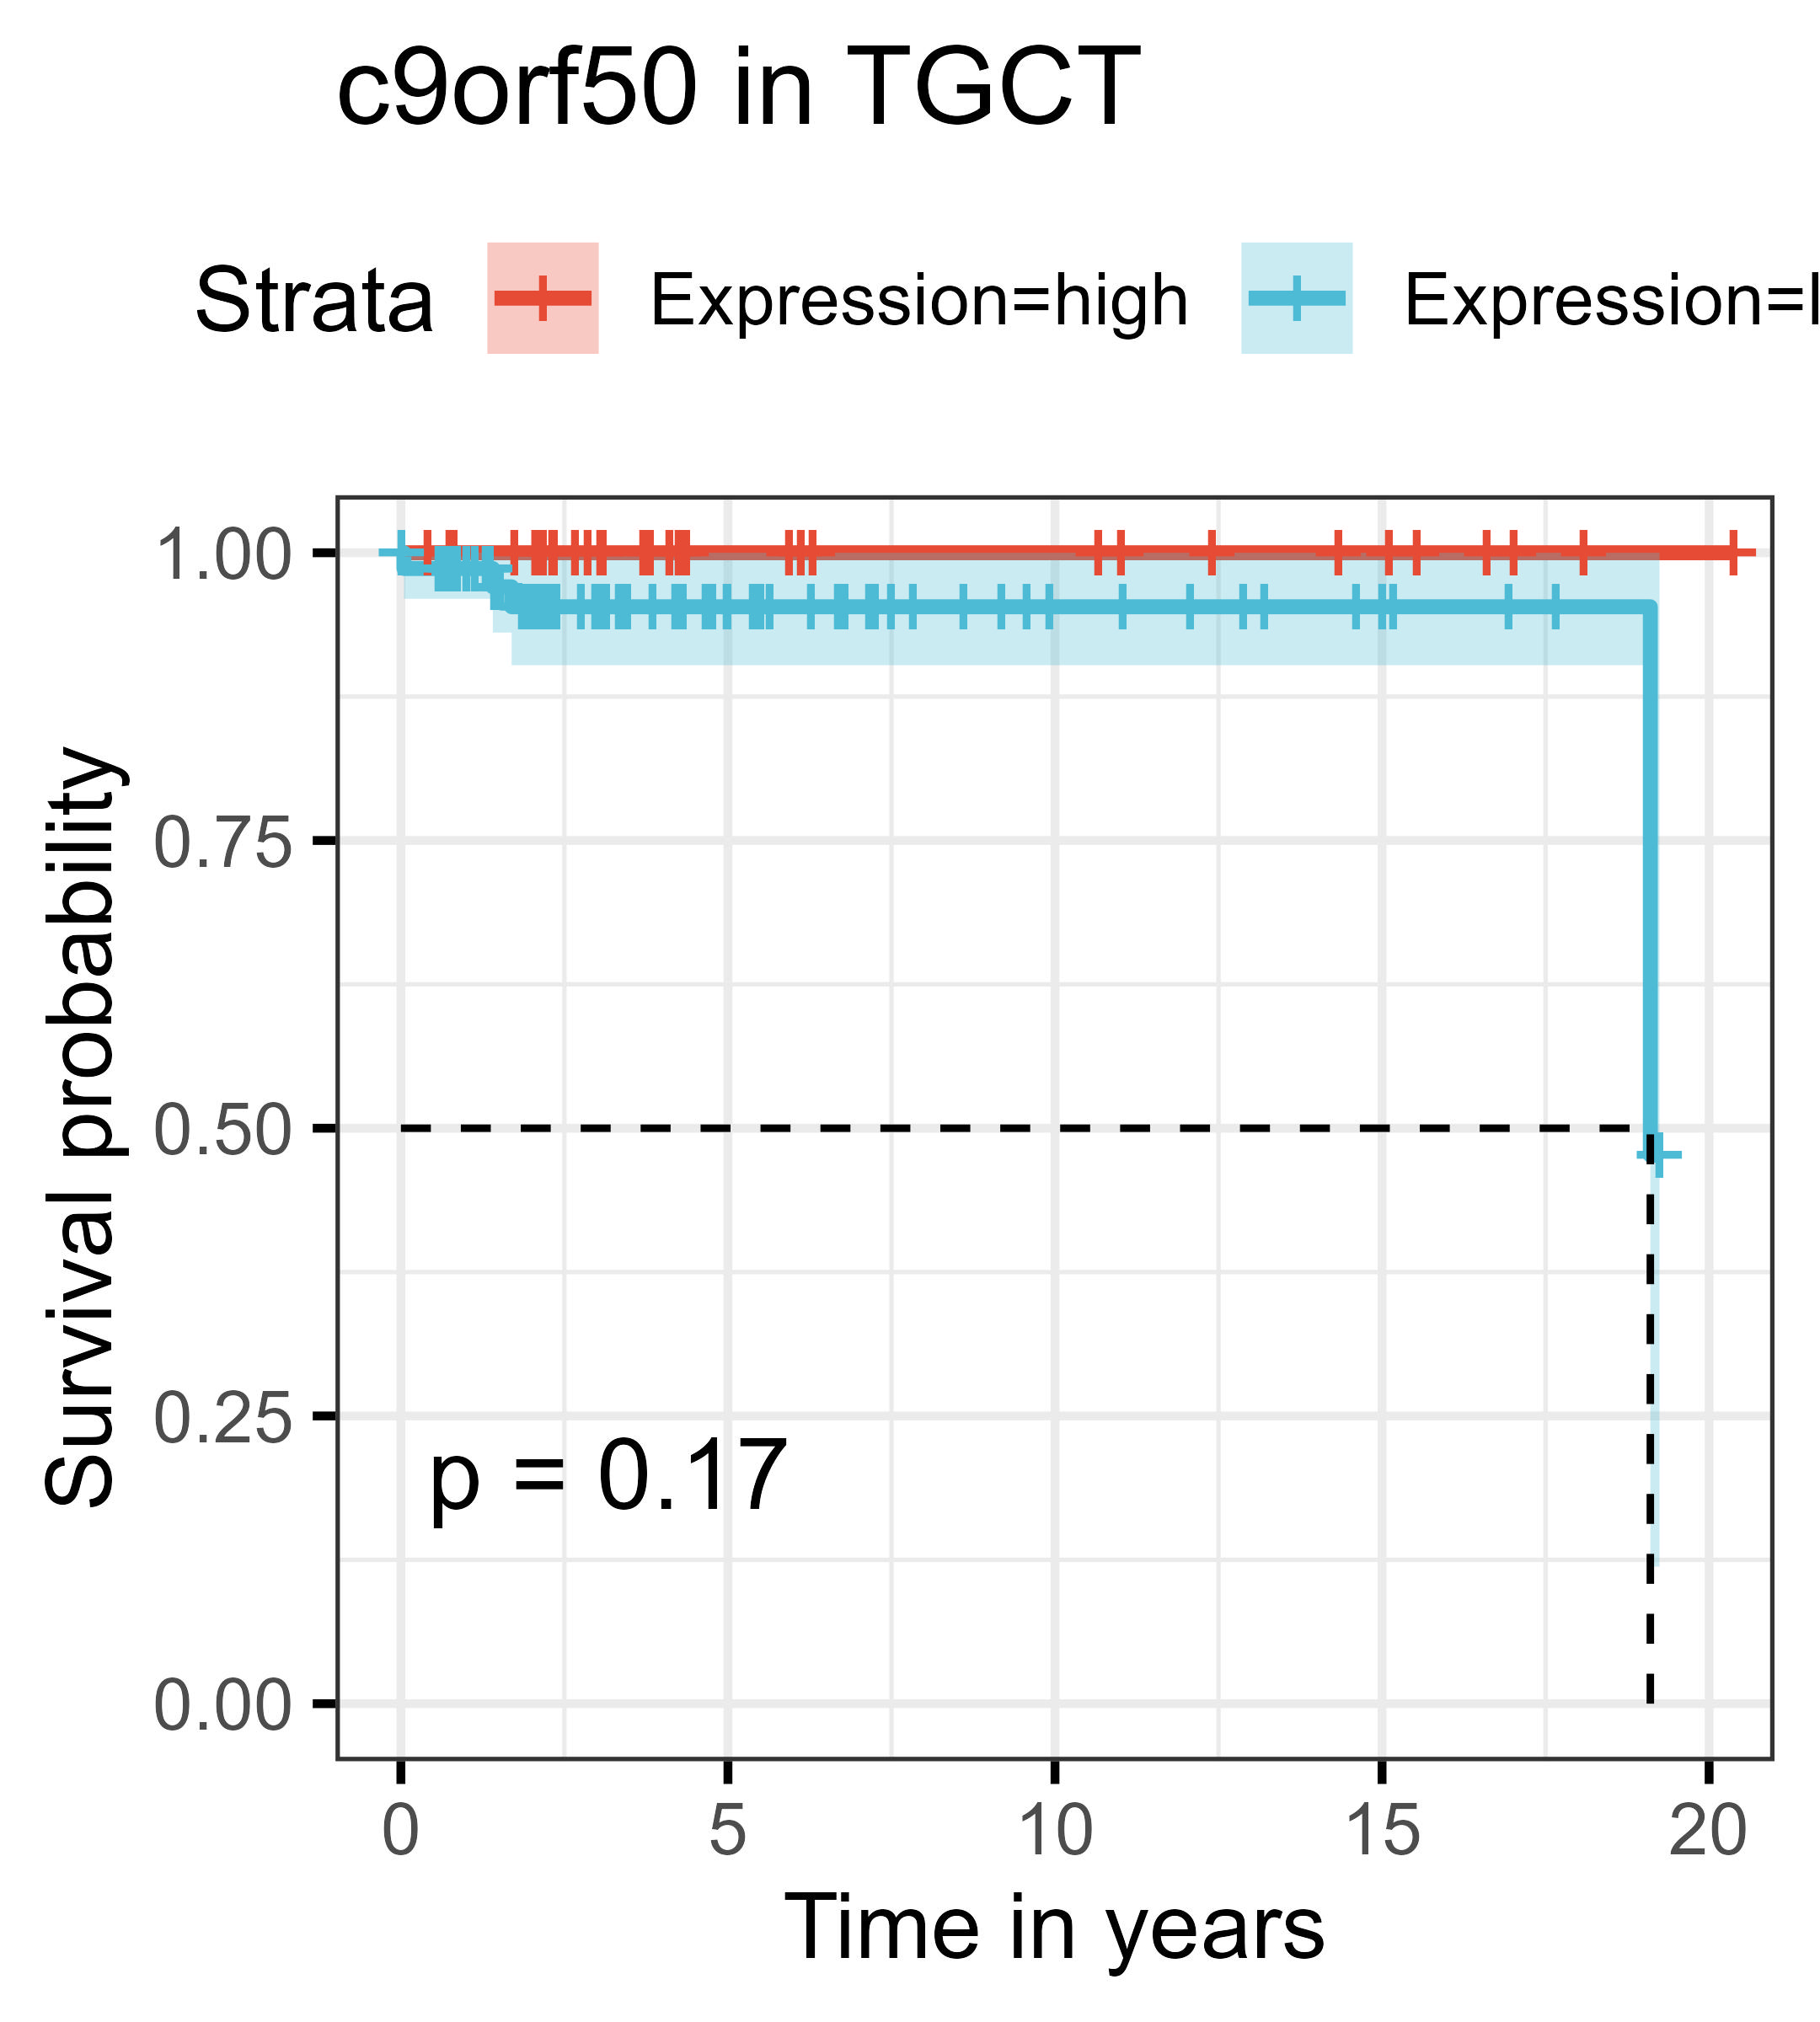 c9orf50 in TGCT
Strata Expression=high Expression=l
Survival probability
1.00
0.75
0.50
0.25
0.00
p = 0.17
0 5 10 15 20
Time in years